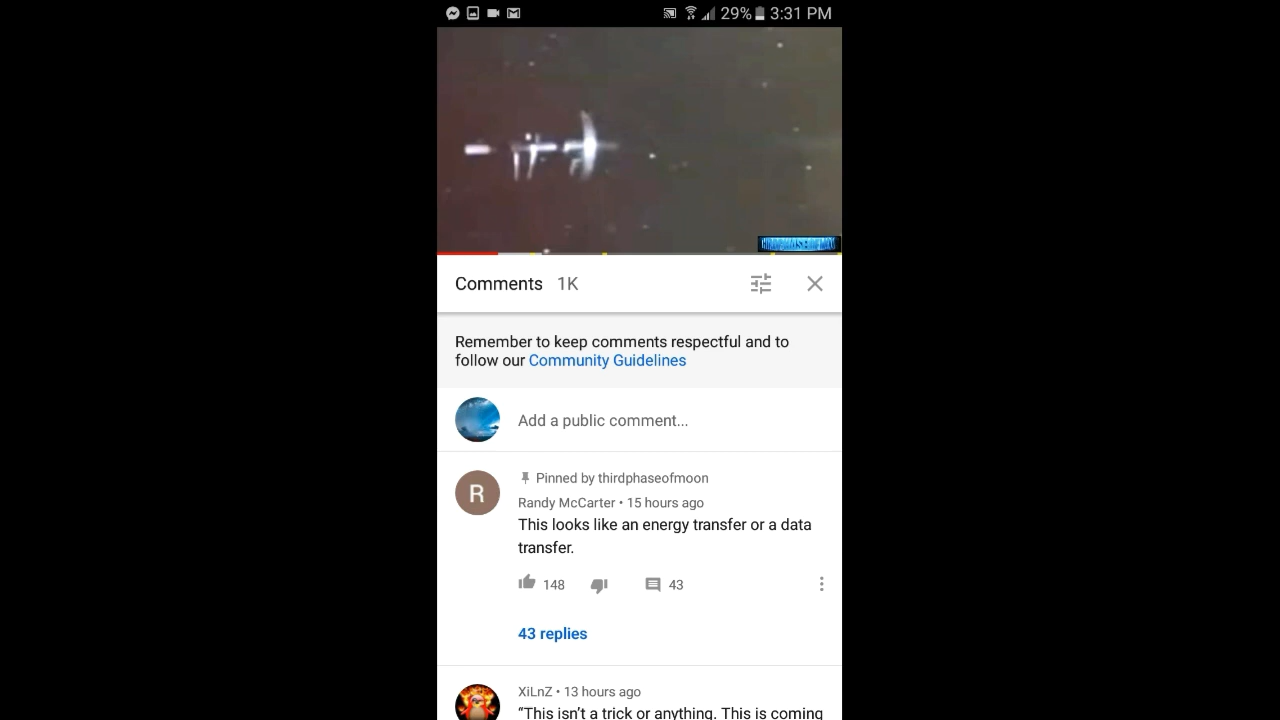 29% 3:31 PM
Comments 1K
Remember to keep comments respectful and to
follow our Community Guidelines
Add a public comment...
Pinned by thirdphaseofmoon
R
Randy McCarter • 15 hours ago
This looks like an energy transfer or a data
transfer.
148 43
43 replies
XiLnZ • 13 hours ago
“This isn’t a trick or anything. This is coming